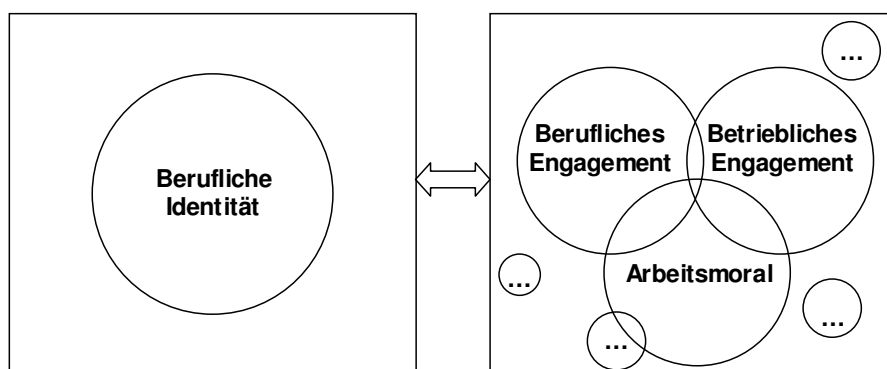 Berufliche
Identität
...
Berufliches
Engagement
Betriebliches
Engagement
Arbeitsmoral
...
...
...